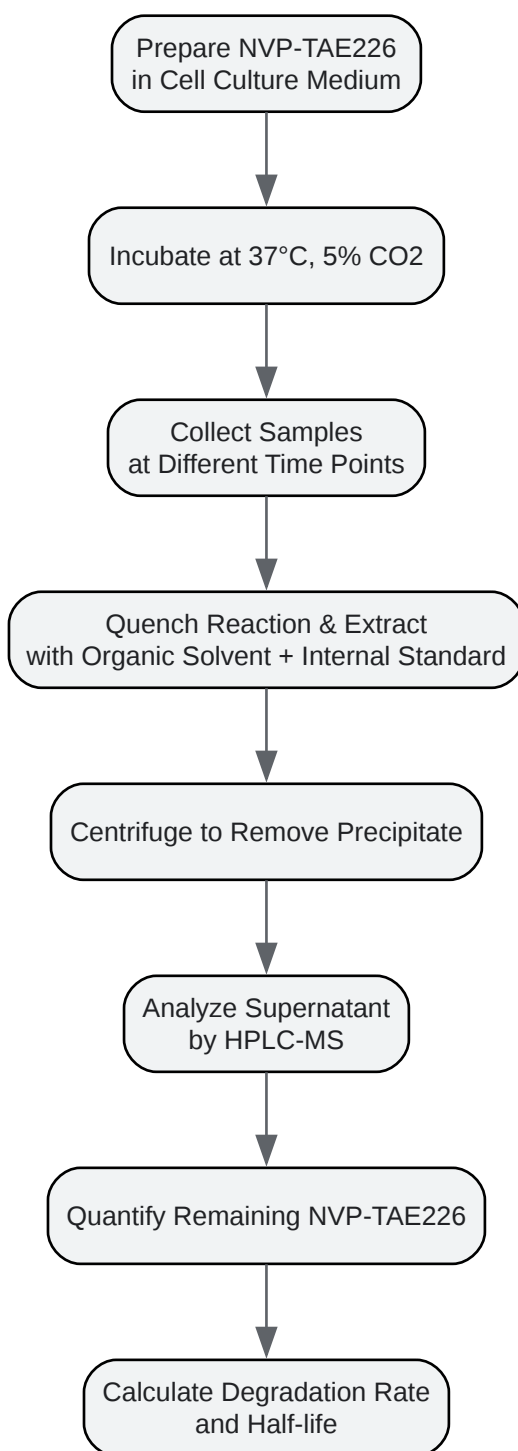 Prepare NVP-TAE226
in Cell Culture Medium
Incubate at 37°C, 5% CO2
Collect Samples
at Different Time Points
Quench Reaction & Extract
with Organic Solvent + Internal Standard
Centrifuge to Remove Precipitate
Analyze Supernatant
by HPLC-MS
Quantify Remaining NVP-TAE226
Calculate Degradation Rate
and Half-life